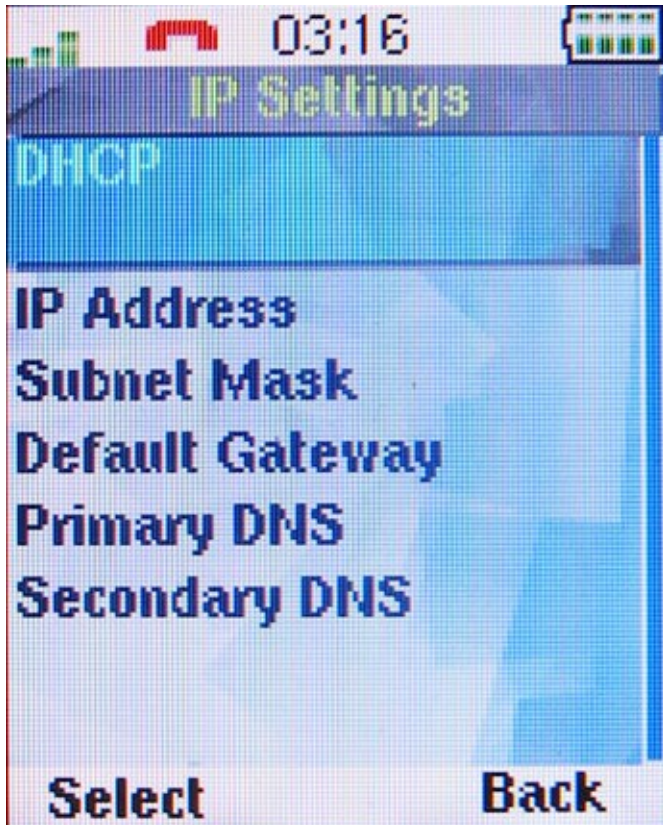 03:16
IP Settings
DHCP
IP Address
Subnet Mask
Default Gateway
Primary DNS
Secondary DNS
Select Back